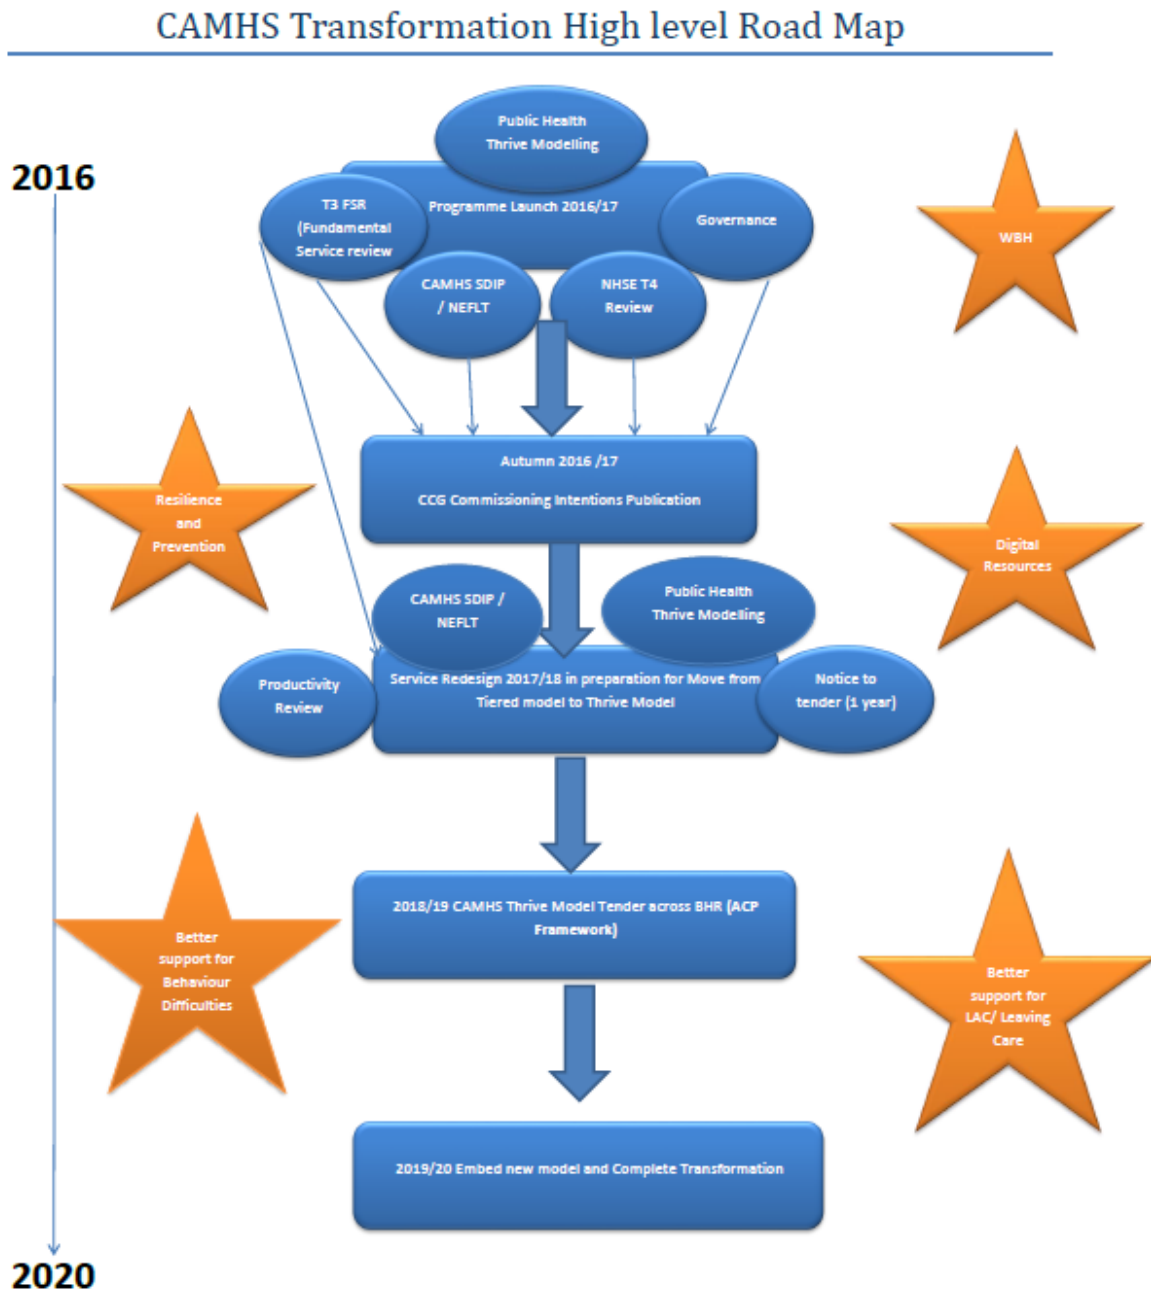 CAMHS Transformation High level Road Map
2016
Public Health
Thrive Modelling
T3 FSR
(Fundamental
Service review
Programme Launch 2016/17
Governance
CAMHS SDIP
/ NEFLT
NHSE T4
Review
WBH
Autumn 2016 /17
CCG Commissioning Intentions Publication
Resilience
and
Prevention
Digital
Resources
CAMHS SDIP /
NEFLT
Public Health
Thrive Modelling
Productivity
Review
Service Redesign 2017/18 in preparation for Move from
Tiered model to Thrive Model
Notice to
tender (1 year)
2018/19 CAMHS Thrive Model Tender across BHR (ACP
Framework)
Better
support for
Behaviour
Difficulties
Better
support for
LAC/ Leaving
Care
2019/20 Embed new model and Complete Transformation
2020